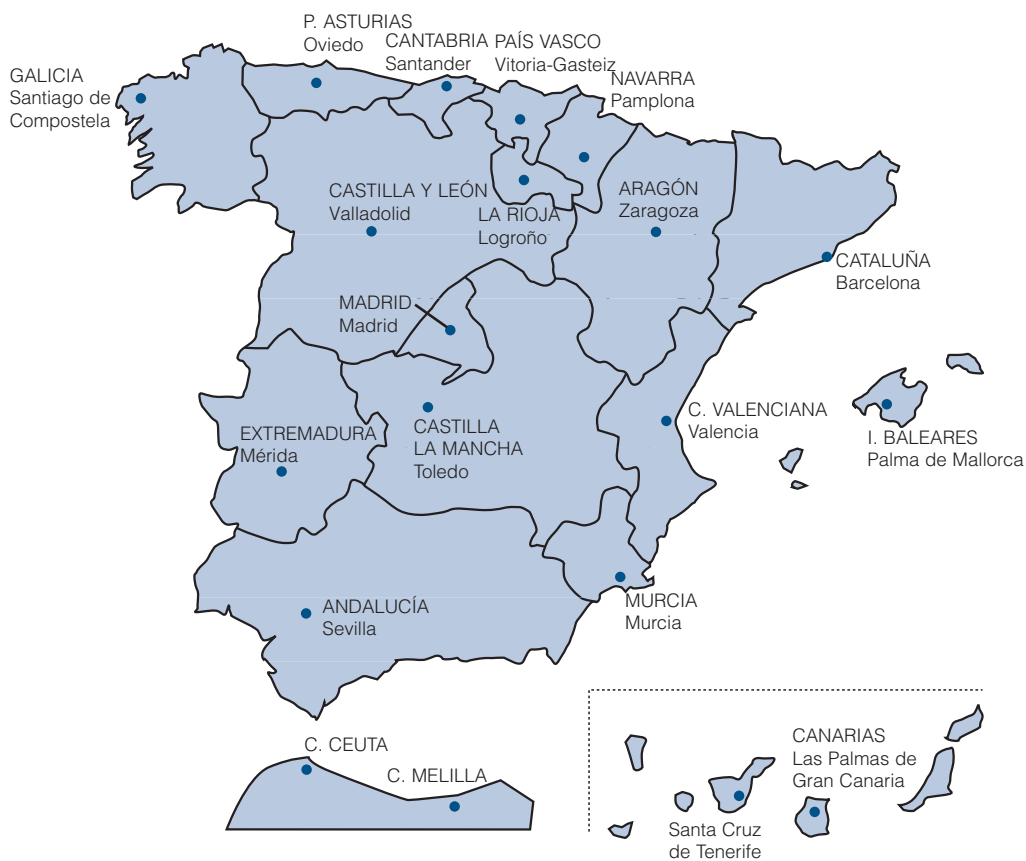 P. ASTURIAS
Oviedo
CANTABRIA
Santander
PAÍS VASCO
Vitoria-Gasteiz
NAVARRA
Pamplona
GALICIA
Santiago de
Compostela
CASTILLA Y LEÓN
Valladolid
LA RIOJA
Logroño
ARAGÓN
Zaragoza
CATALUÑA
Barcelona
MADRID
Madrid
C. VALENCIANA
Valencia
I. BALEARES
Palma de Mallorca
EXTREMADURA
Mérida
CASTILLA
LA MANCHA
Toledo
ANDALUCÍA
Sevilla
MURCIA
Murcia
C. CEUTA
C. MELILLA
CANARIAS
Las Palmas de
Gran Canaria
Santa Cruz
de Tenerife